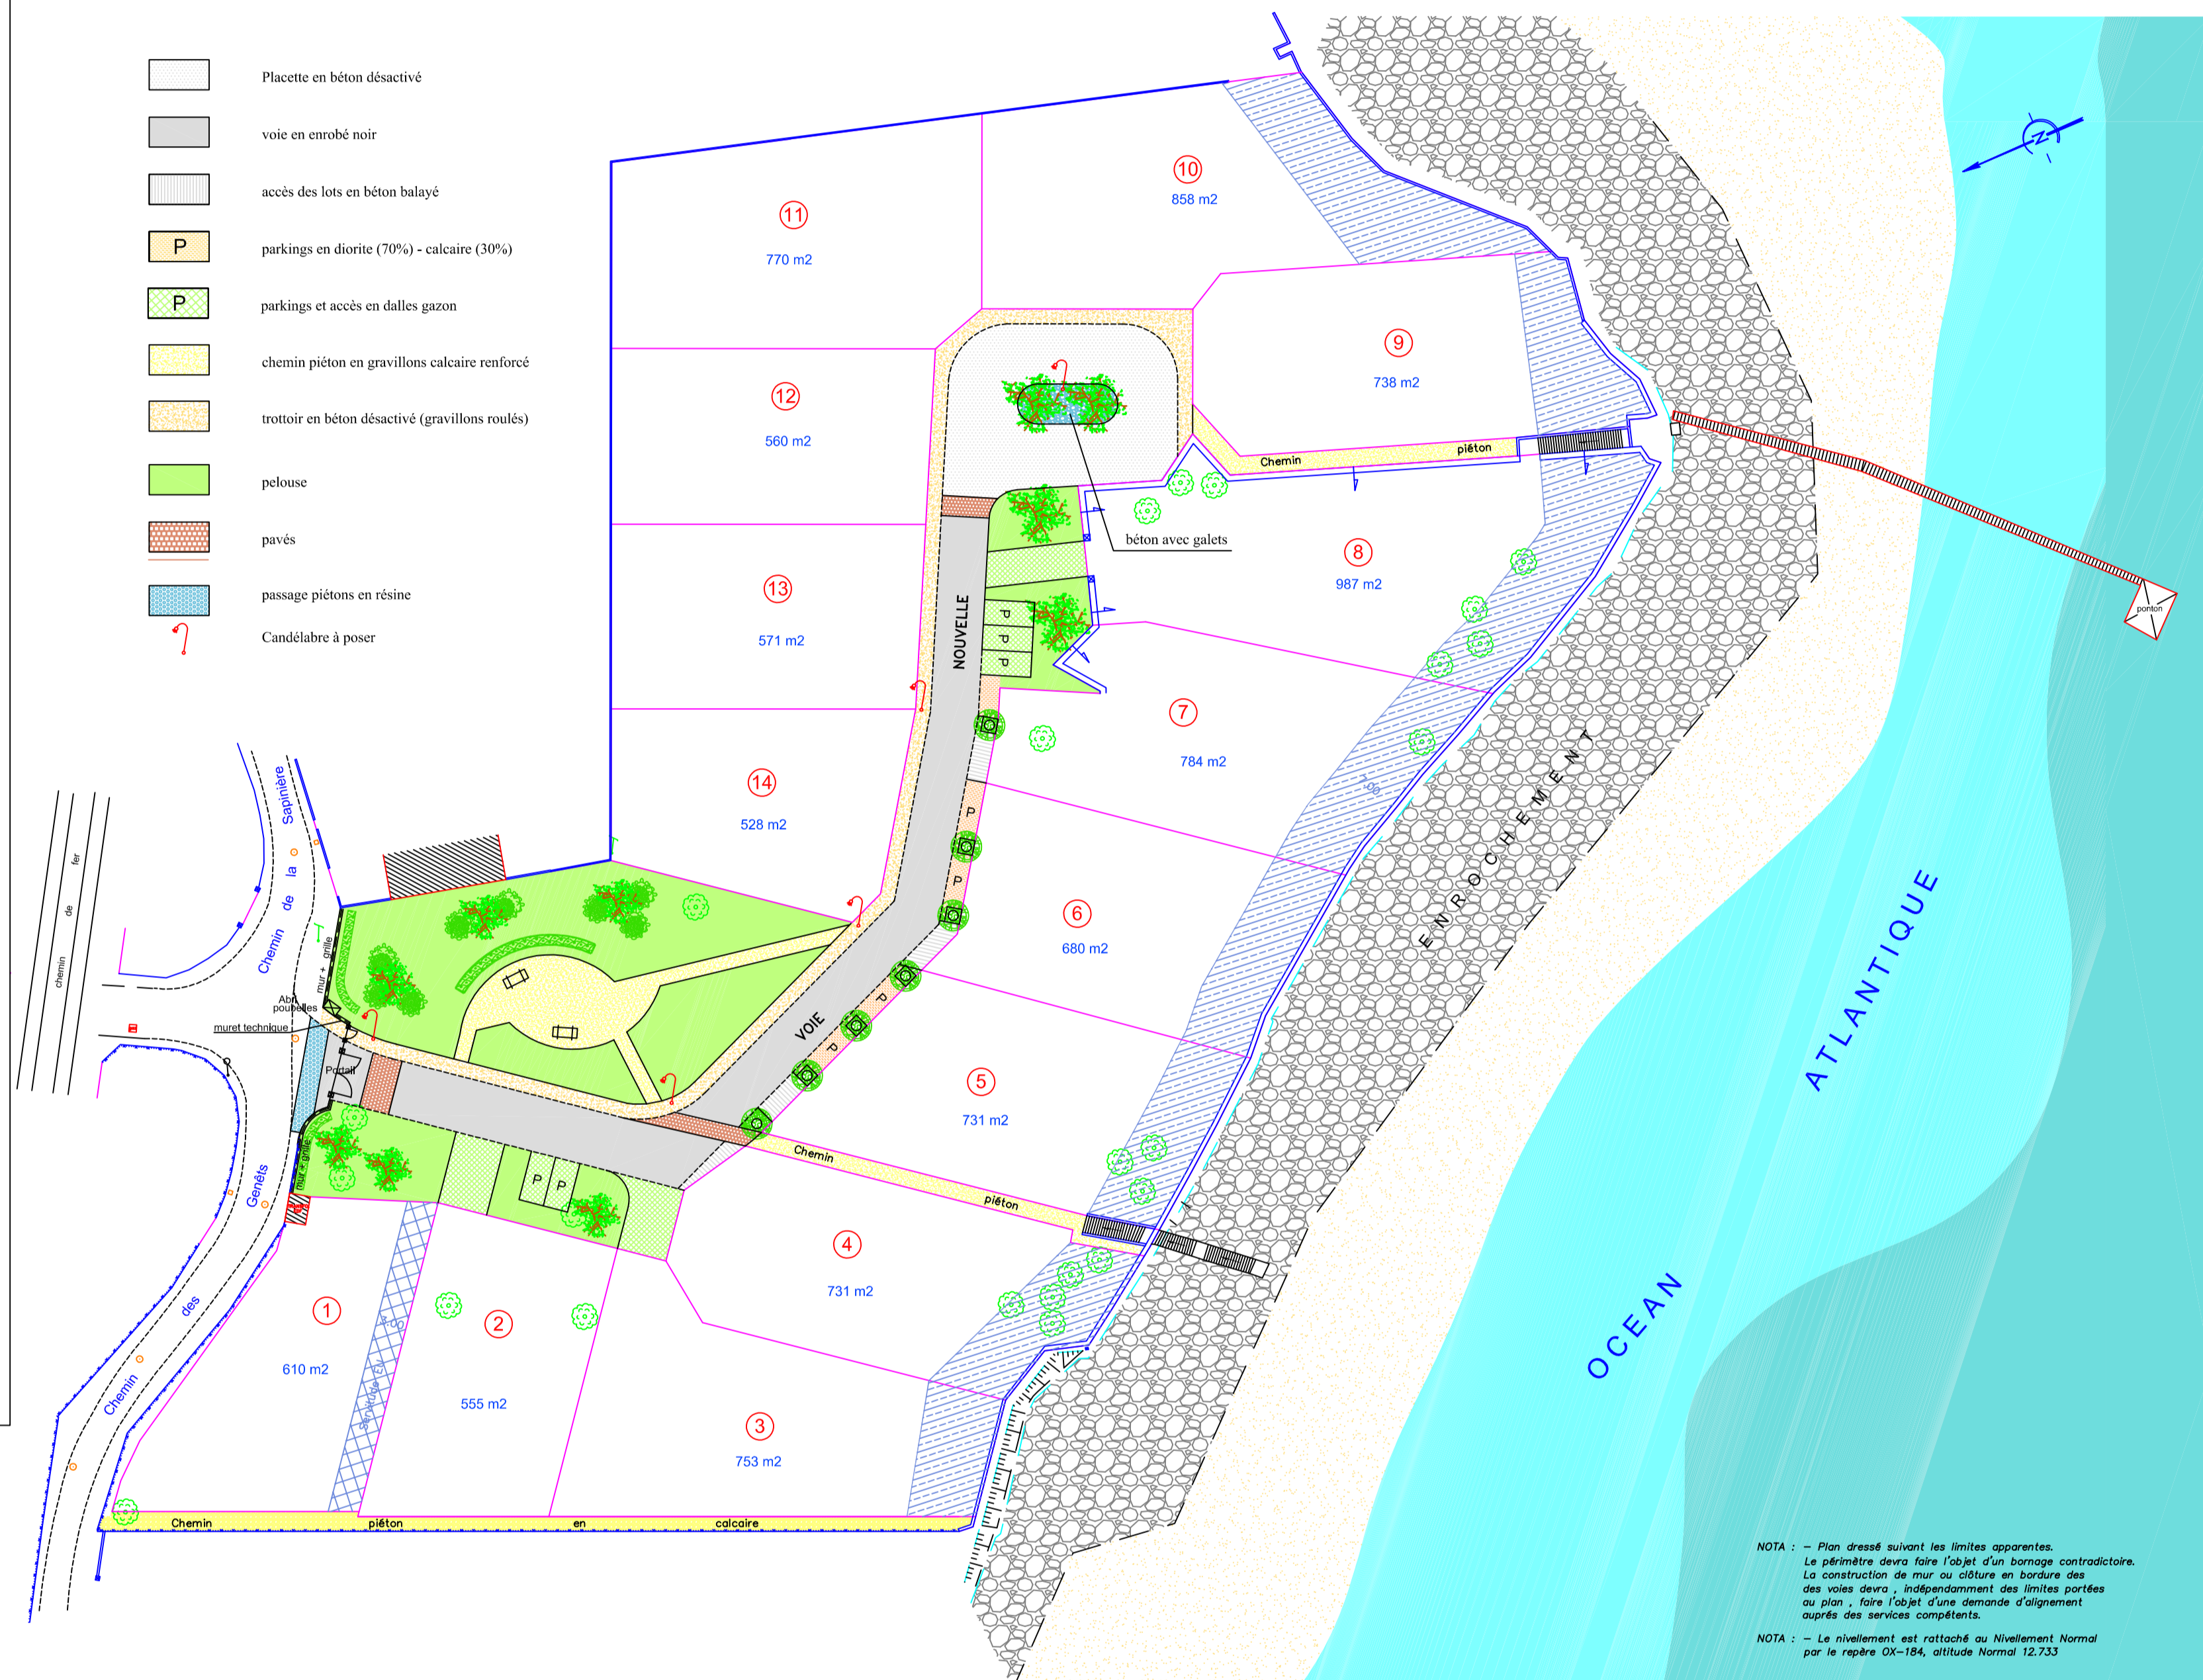 Placette en béton désactivé
voie en enrobé noir
accès des lots en béton balayé
P
parkings en diorite (70%) - calcaire (30%)
P
parkings et accès en dalles gazon
chemin piéton en gravillons calcaire renforcé
trottoir en béton désactivé (gravillons roulés)
pelouse
pavés
passage piétons en résine
Candélabre à poser
N
10
858 m2
11
770 m2
9
738 m2
12
560 m2
Chemin piéton
béton avec galets
8
987 m2
13
571 m2
ponton
P
P
P
7
784 m2
14
528 m2
7.00
P
P
6
680 m2
P
P
5
731 m2
VOIE NOUVELLE
ENROCHEMENT
OCEAN ATLANTIQUE
chemin de fer
Chemin de la Sapinière
mur + grille
Abri
poubelles
muret technique
Portail
mur + grille
Chemin des Genêts
P
P
Chemin piéton
4
731 m2
1
610 m2
4.00
Servitude EN
2
555 m2
3
753 m2
Chemin piéton en calcaire
NOTA : – Plan dressé suivant les limites apparentes.
Le périmètre devra faire l'objet d'un bornage contradictoire.
La construction de mur ou clôture en bordure des
des voies devra , indépendamment des limites portées
au plan , faire l'objet d'une demande d'alignement
auprés des services compétents.
NOTA : – Le nivellement est rattaché au Nivellement Normal
par le repère OX–184, altitude Normal 12.733